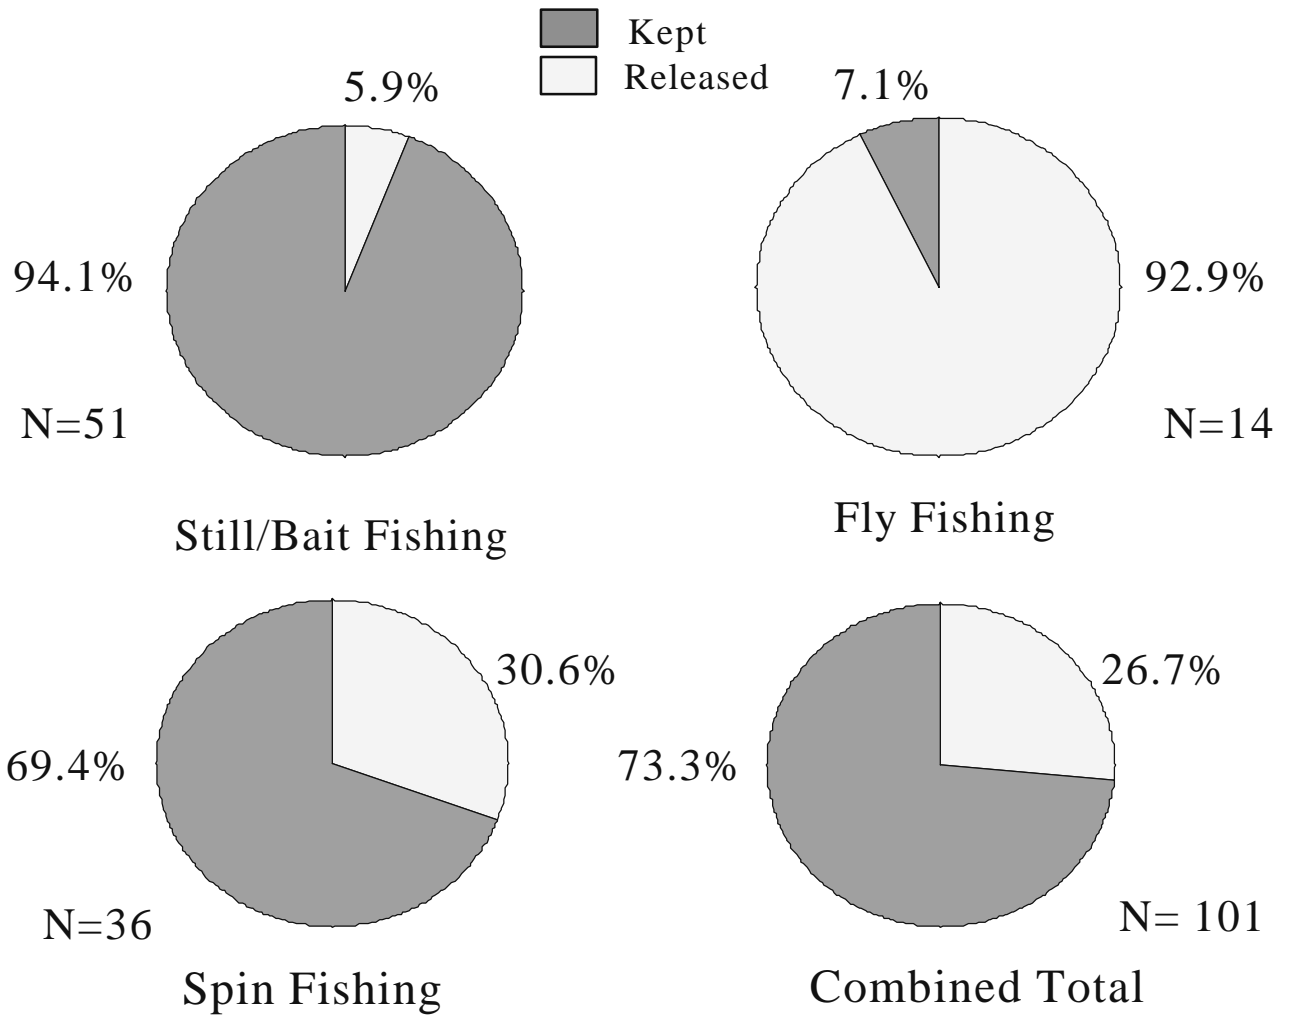 Kept
Released
5.9%
94.1%
N=51
Still/Bait Fishing
7.1%
92.9%
N=14
Fly Fishing
30.6%
69.4%
N=36
Spin Fishing
26.7%
73.3%
N= 101
Combined Total